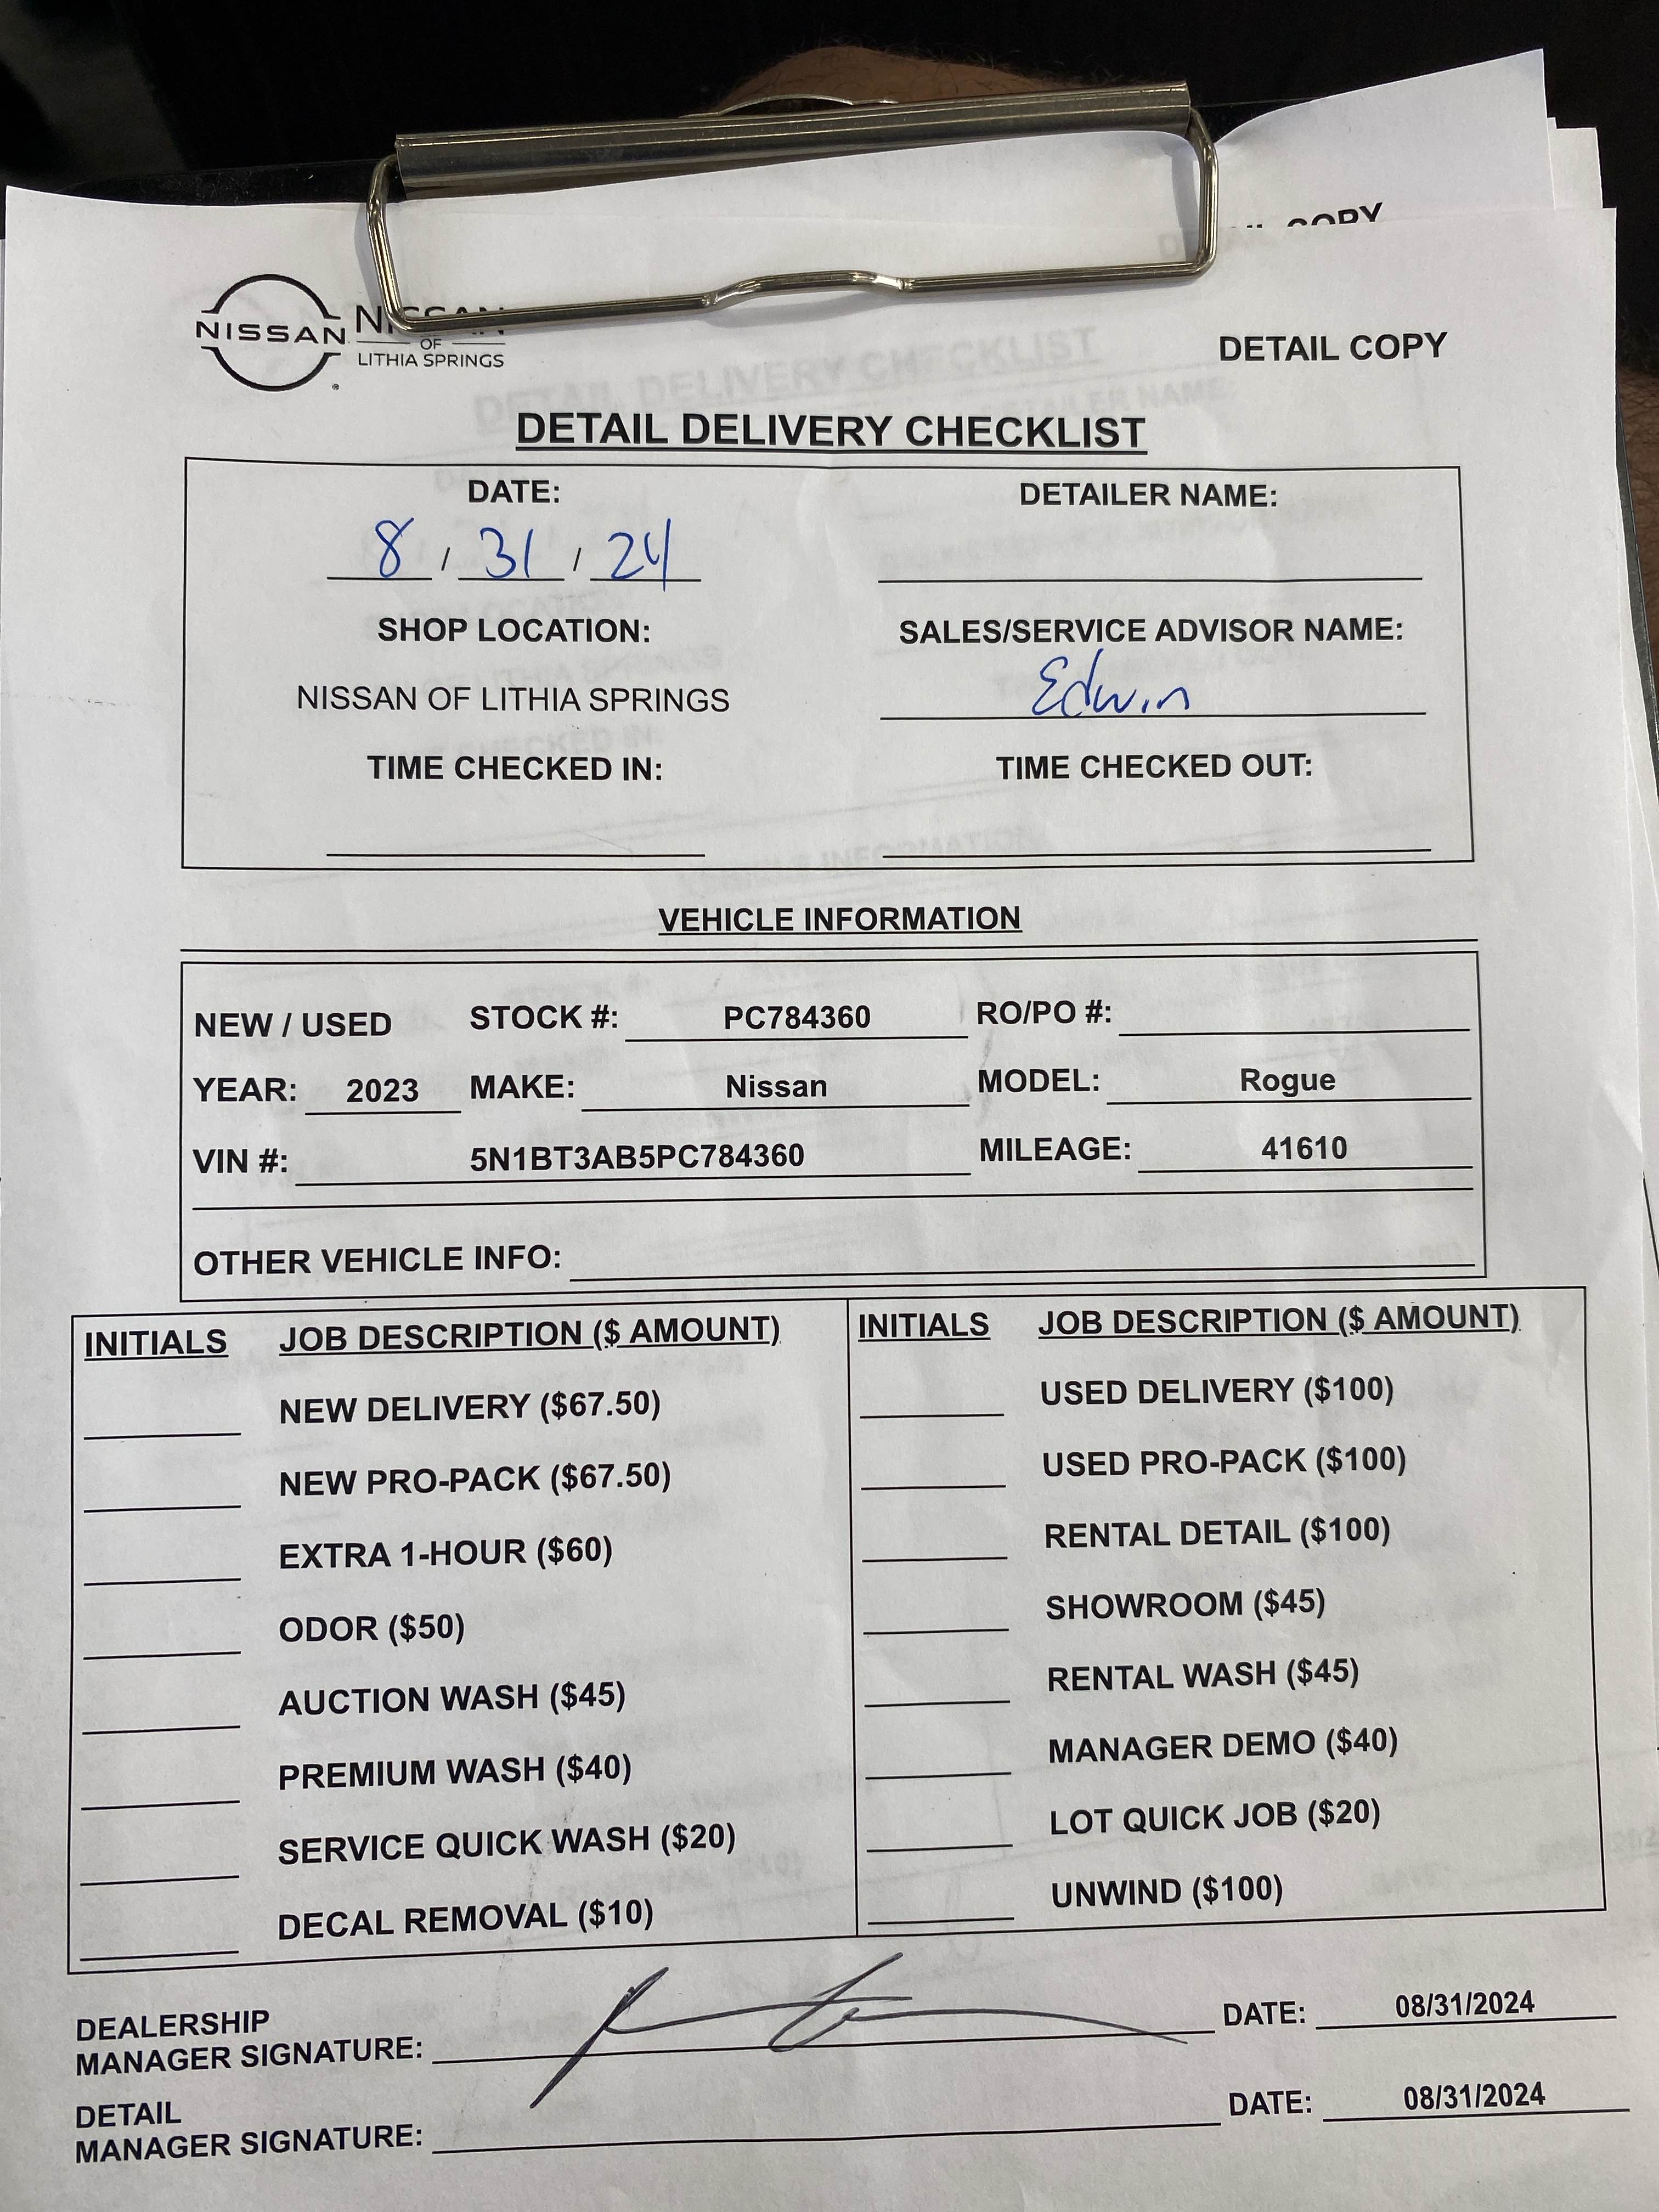 COPY
NISSAN
NISSAN
OF
LITHIA SPRINGS
DETAIL COPY
DETAIL DELIVERY CHECKLIST
DATE:
8 / 31 / 24
DETAILER NAME:
SHOP LOCATION:
NISSAN OF LITHIA SPRINGS
SALES/SERVICE ADVISOR NAME:
Edwin
TIME CHECKED IN:
TIME CHECKED OUT:
VEHICLE INFORMATION
NEW / USED STOCK #: PC784360 RO/PO #:
YEAR: 2023 MAKE: Nissan MODEL: Rogue
VIN #: 5N1BT3AB5PC784360 MILEAGE: 41610
OTHER VEHICLE INFO:
INITIALS JOB DESCRIPTION ($ AMOUNT)
NEW DELIVERY ($67.50)
NEW PRO-PACK ($67.50)
EXTRA 1-HOUR ($60)
ODOR ($50)
AUCTION WASH ($45)
PREMIUM WASH ($40)
SERVICE QUICK WASH ($20)
DECAL REMOVAL ($10)
INITIALS JOB DESCRIPTION ($ AMOUNT)
USED DELIVERY ($100)
USED PRO-PACK ($100)
RENTAL DETAIL ($100)
SHOWROOM ($45)
RENTAL WASH ($45)
MANAGER DEMO ($40)
LOT QUICK JOB ($20)
UNWIND ($100)
DEALERSHIP
MANAGER SIGNATURE: DATE: 08/31/2024
DETAIL
MANAGER SIGNATURE: DATE: 08/31/2024